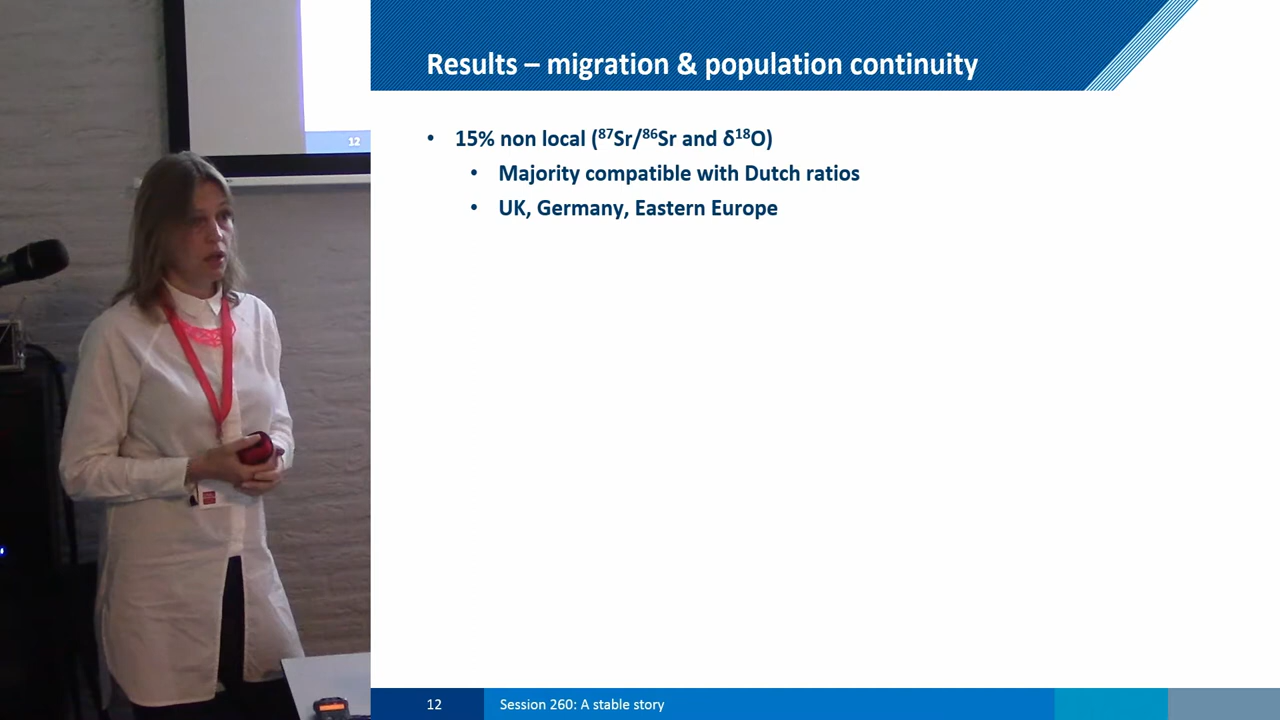 Results – migration & population continuity
• 15% non local (⁸⁷Sr/⁸⁶Sr and δ¹⁸O)
• Majority compatible with Dutch ratios
• UK, Germany, Eastern Europe
12 Session 260: A stable story
12